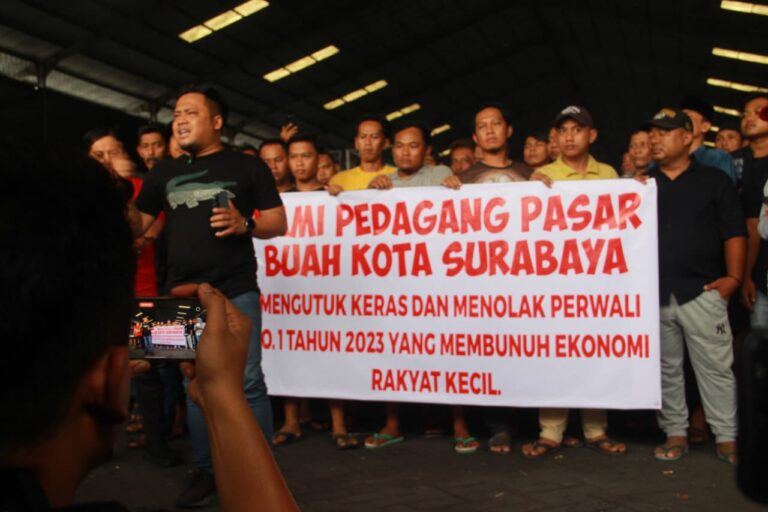 MI PEDAGANG PASAR
BUAH KOTA SURABAYA
MENGUTUK KERAS DAN MENOLAK PERWALI
O. 1 TAHUN 2023 YANG MEMBUNUH EKONOMI
RAKYAT KECIL.